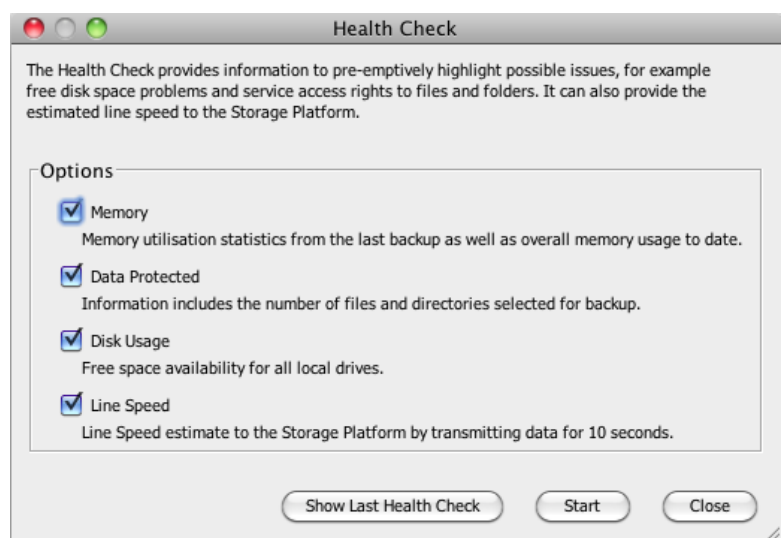 Health Check
The Health Check provides information to pre-emptively highlight possible issues, for example
free disk space problems and service access rights to files and folders. It can also provide the
estimated line speed to the Storage Platform.
Options
Memory
Memory utilisation statistics from the last backup as well as overall memory usage to date.
Data Protected
Information includes the number of files and directories selected for backup.
Disk Usage
Free space availability for all local drives.
Line Speed
Line Speed estimate to the Storage Platform by transmitting data for 10 seconds.
Show Last Health Check Start Close